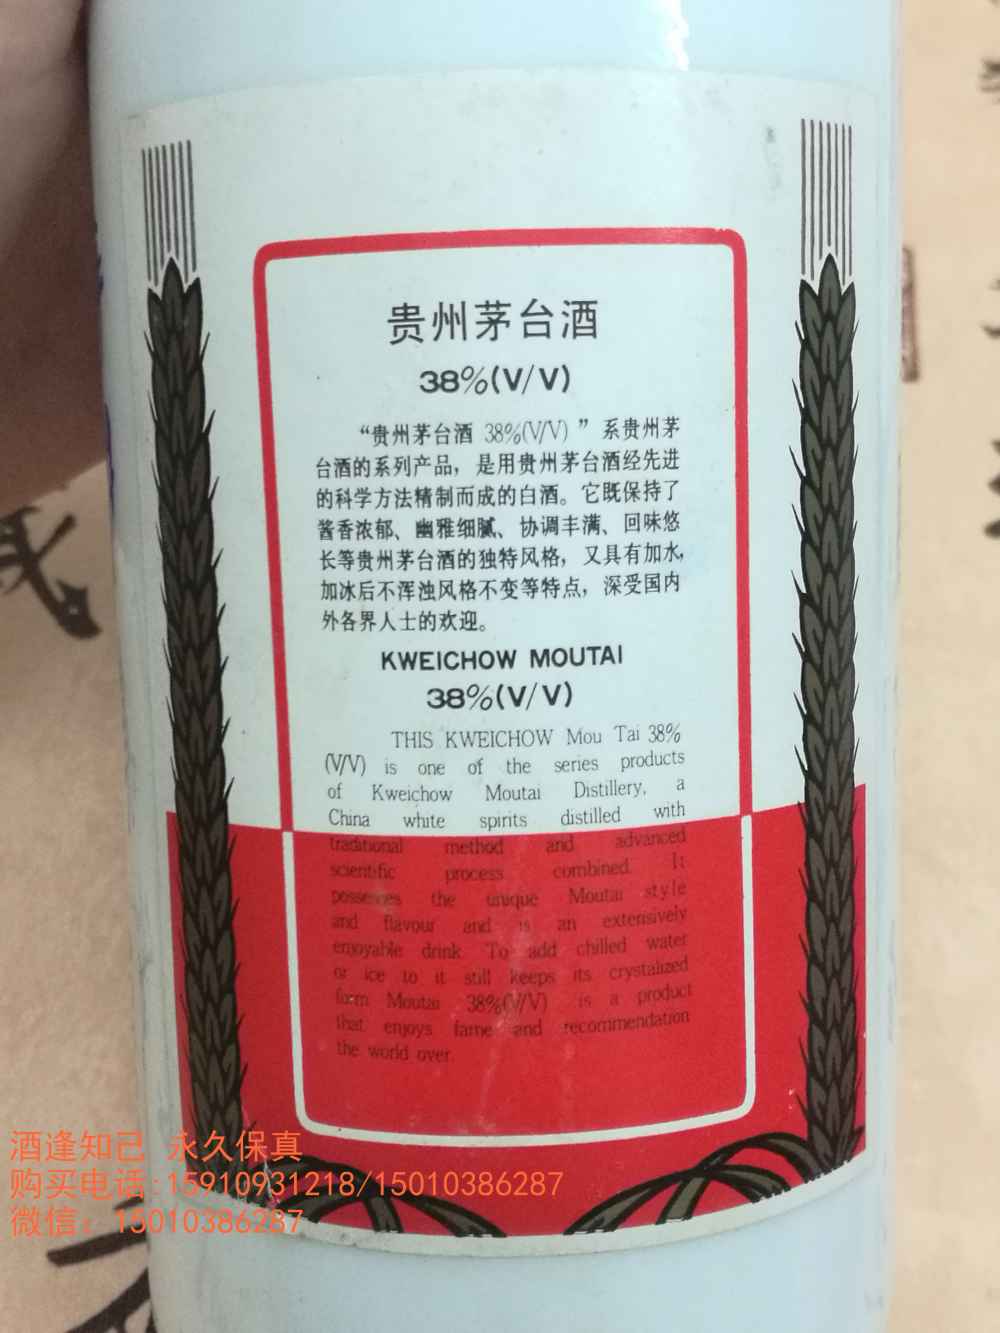 贵州茅台酒
38%(V/V)
“贵州茅台酒 38%(V/V)”系贵州茅
台酒的系列产品，是用贵州茅台酒经先进
的科学方法精制而成的白酒。它既保持了
酱香浓郁、幽雅细腻、协调丰满、回味悠
长等贵州茅台酒的独特风格，又具有加水，
加冰后不浑浊风格不变等特点，深受国内
外各界人士的欢迎。
KWEICHOW MOUTAI
38%(V/V)
THIS KWEICHOW Mou Tai 38%
(V/V) is one of the series products
of Kweichow Moutai Distillery, a
China white spirits distilled with
traditional method and advanced
scientific process combined. It
possesses the unique Moutai style
and flavour and is an extensively
enjoyable drink To add chilled water
or ice to it still keeps its crystalized
form Moutai 38%(V/V) is a product
that enjoys fame and recommendation
the world over.
酒逢知己 永久保真
购买电话:15910931218/15010386287
微信：15010386287